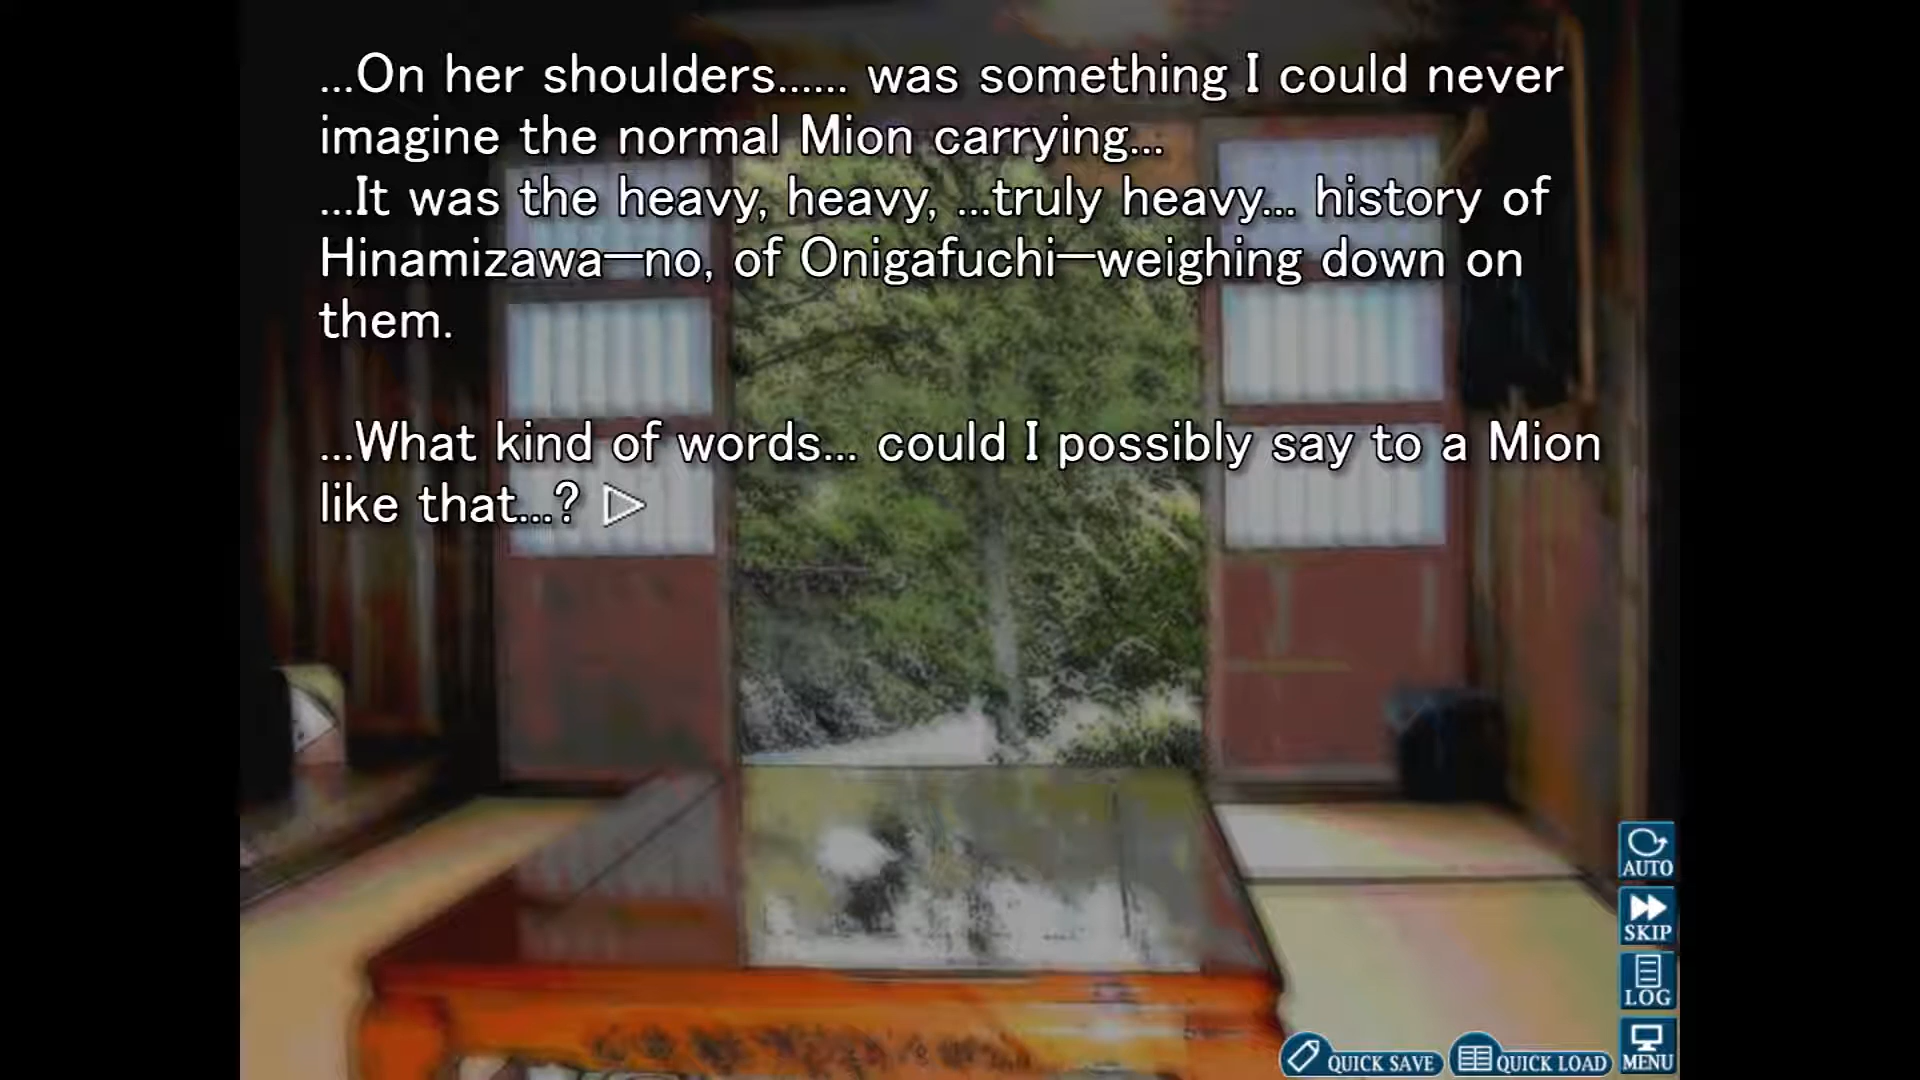 ...On her shoulders...... was something I could never
imagine the normal Mion carrying...
...It was the heavy, heavy, ...truly heavy... history of
Hinamizawa—no, of Onigafuchi—weighing down on
them.
...What kind of words... could I possibly say to a Mion
like that...?
AUTO
SKIP
LOG
MENU
QUICK SAVE
QUICK LOAD